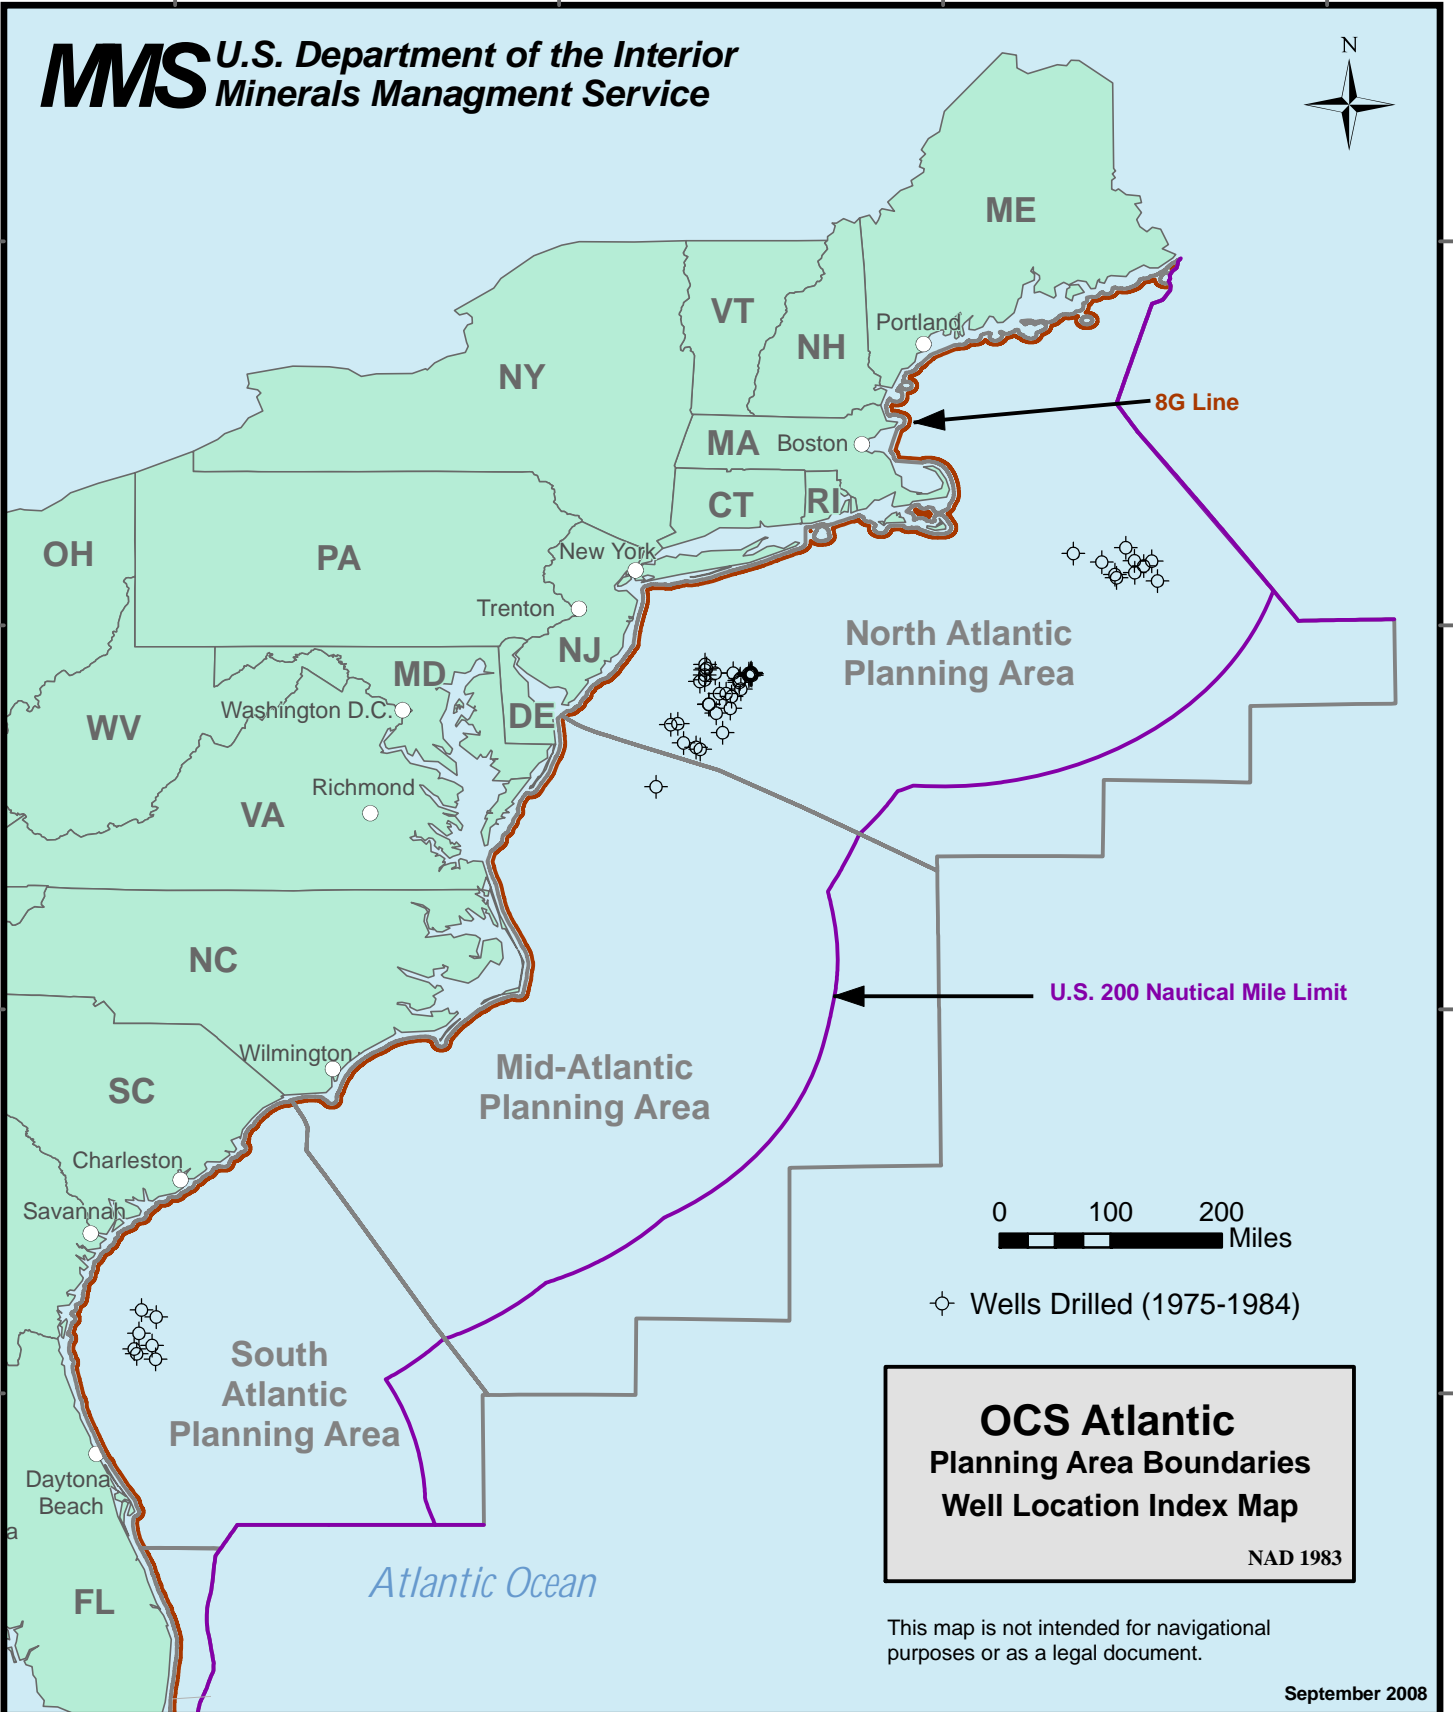 MMS U.S. Department of the Interior
Minerals Managment Service
N
ME
VT
NH
Portland
NY
8G Line
MA
Boston
CT
RI
OH
PA
New York
Trenton
NJ
North Atlantic
Planning Area
MD
Washington D.C.
DE
WV
Richmond
VA
NC
U.S. 200 Nautical Mile Limit
Wilmington
Mid-Atlantic
Planning Area
SC
Charleston
Savannah
0 100 200
Miles
Wells Drilled (1975-1984)
South
Atlantic
Planning Area
OCS Atlantic
Planning Area Boundaries
Well Location Index Map
NAD 1983
Daytona
Beach
a
FL
Atlantic Ocean
This map is not intended for navigational
purposes or as a legal document.
September 2008